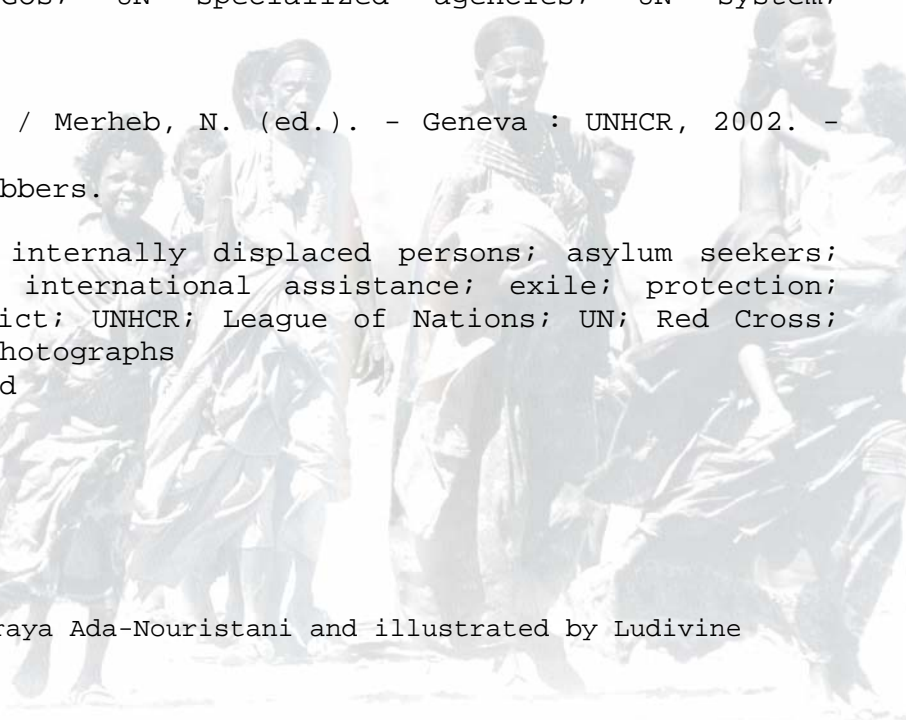 UN specialized agencies; UN system;
/ Merheb, N. (ed.). - Geneva : UNHCR, 2002. -
bbers.
internally displaced persons; asylum seekers;
international assistance; exile; protection;
ict; UNHCR; League of Nations; UN; Red Cross;
hotographs
d
raya Ada-Nouristani and illustrated by Ludivine